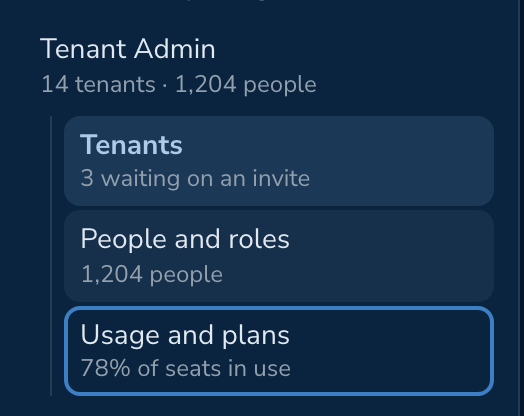 Tenant Admin
14 tenants · 1,204 people
Tenants
3 waiting on an invite
People and roles
1,204 people
Usage and plans
78% of seats in use